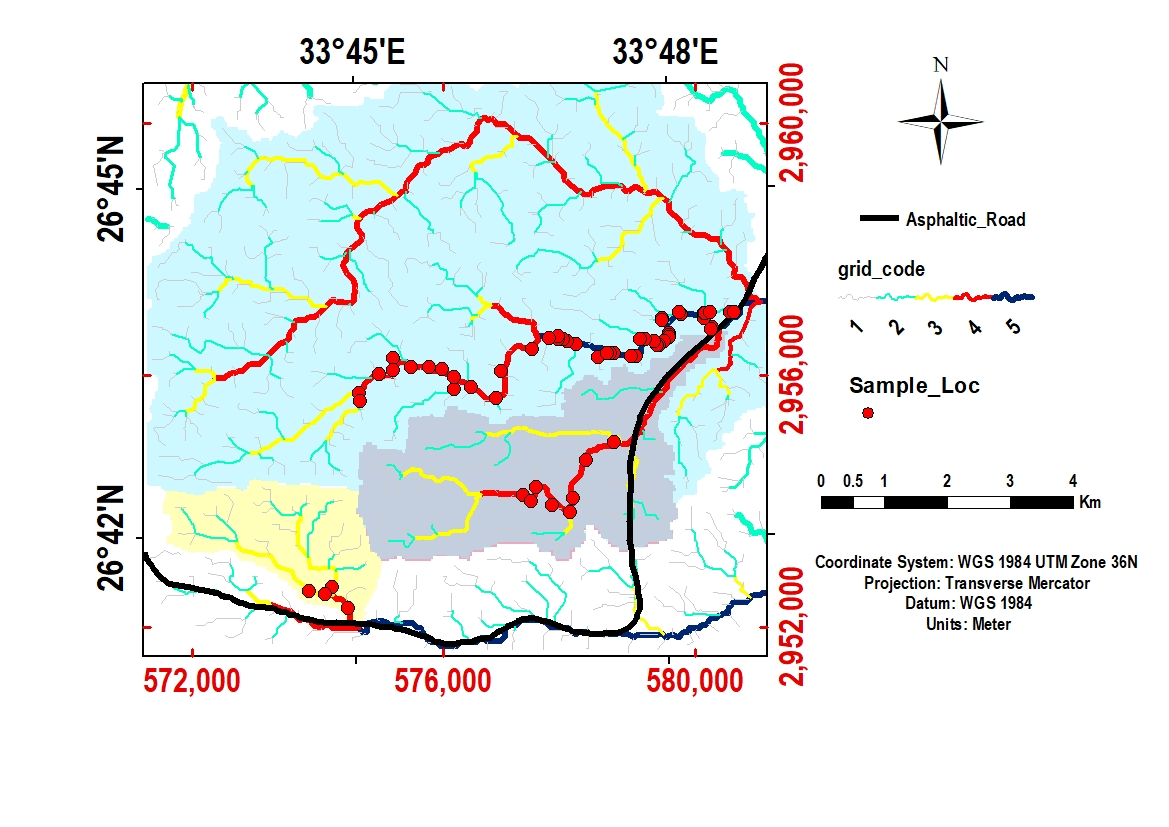 33°45'E 33°48'E
N
2,960,000
26°45'N
Asphaltic_Road
grid_code
1 2 3 4 5
2,956,000
Sample_Loc
0 0.5 1 2 3 4
Km
26°42'N
Coordinate System: WGS 1984 UTM Zone 36N
Projection: Transverse Mercator
Datum: WGS 1984
Units: Meter
2,952,000
572,000 576,000 580,000